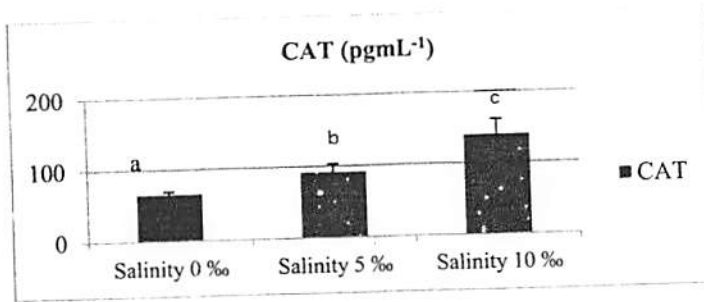 CAT (pgmL⁻¹)
200
c
b
a
100
CAT
0
Salinity 0 ‰
Salinity 5 ‰
Salinity 10 ‰